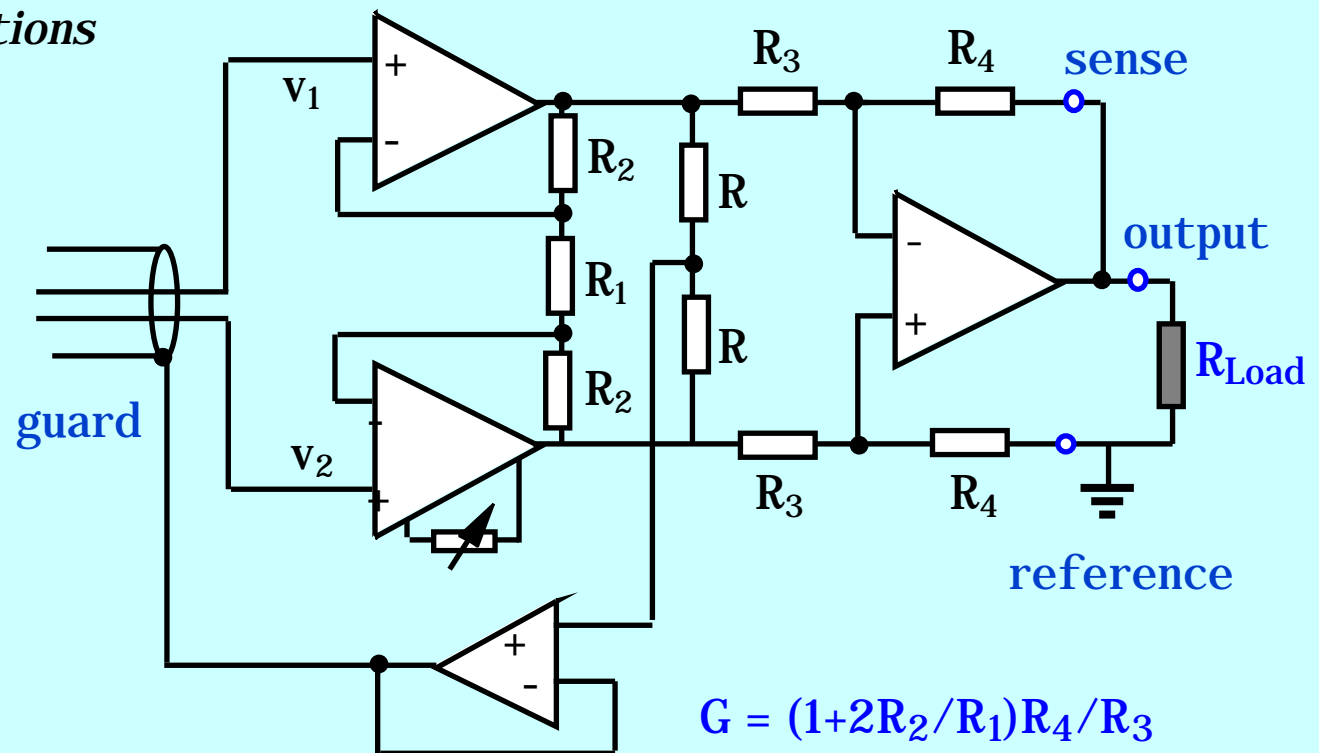 tions
R₃
R₄
sense
v₁
+
-
R₂
R
-
output
R₁
+
R
R_Load
guard
R₂
-
v₂
+
R₃
R₄
reference
+
-
G = (1+2R₂/R₁)R₄/R₃